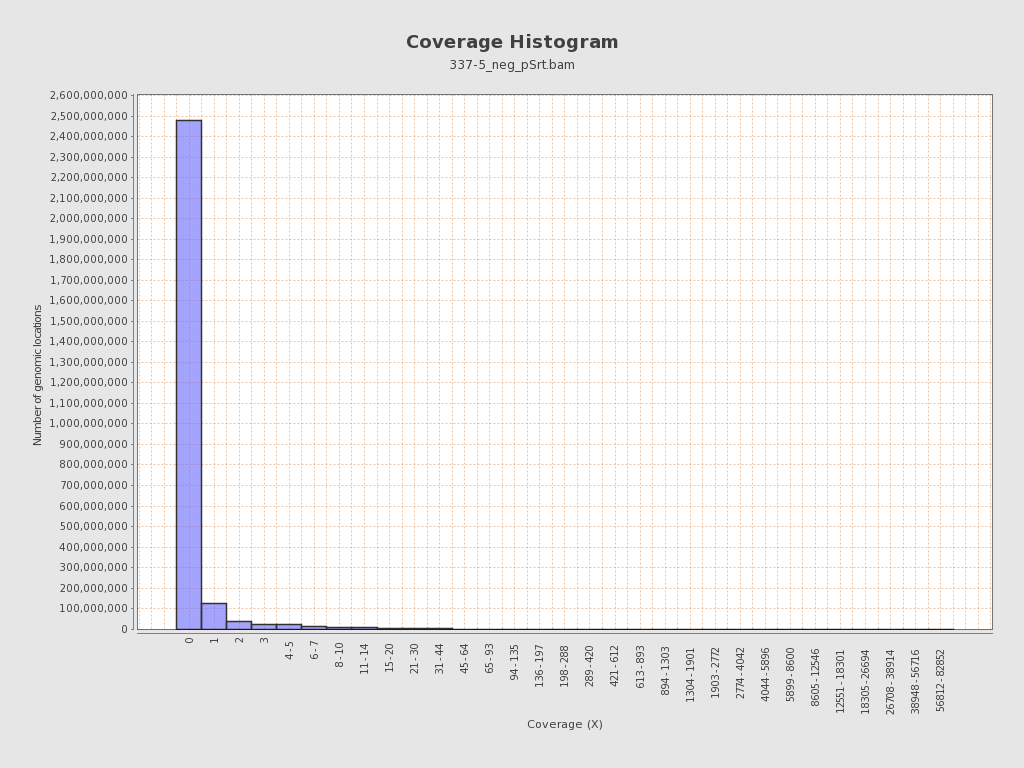 Coverage Histogram
337-5_neg_pSrt.bam
2,600,000,000
2,500,000,000
2,400,000,000
2,300,000,000
2,200,000,000
2,100,000,000
2,000,000,000
1,900,000,000
1,800,000,000
1,700,000,000
1,600,000,000
1,500,000,000
1,400,000,000
1,300,000,000
1,200,000,000
1,100,000,000
1,000,000,000
900,000,000
800,000,000
700,000,000
600,000,000
500,000,000
400,000,000
300,000,000
200,000,000
100,000,000
0
Number of genomic locations
0
1
2
3
4 - 5
6 - 7
8 - 10
11 - 14
15 - 20
21 - 30
31 - 44
45 - 64
65 - 93
94 - 135
136 - 197
198 - 288
289 - 420
421 - 612
613 - 893
894 - 1303
1304 - 1901
1903 - 2772
2774 - 4042
4044 - 5896
5899 - 8600
8605 - 12546
12551 - 18301
18305 - 26694
26708 - 38914
38948 - 56716
56812 - 82852
Coverage (X)